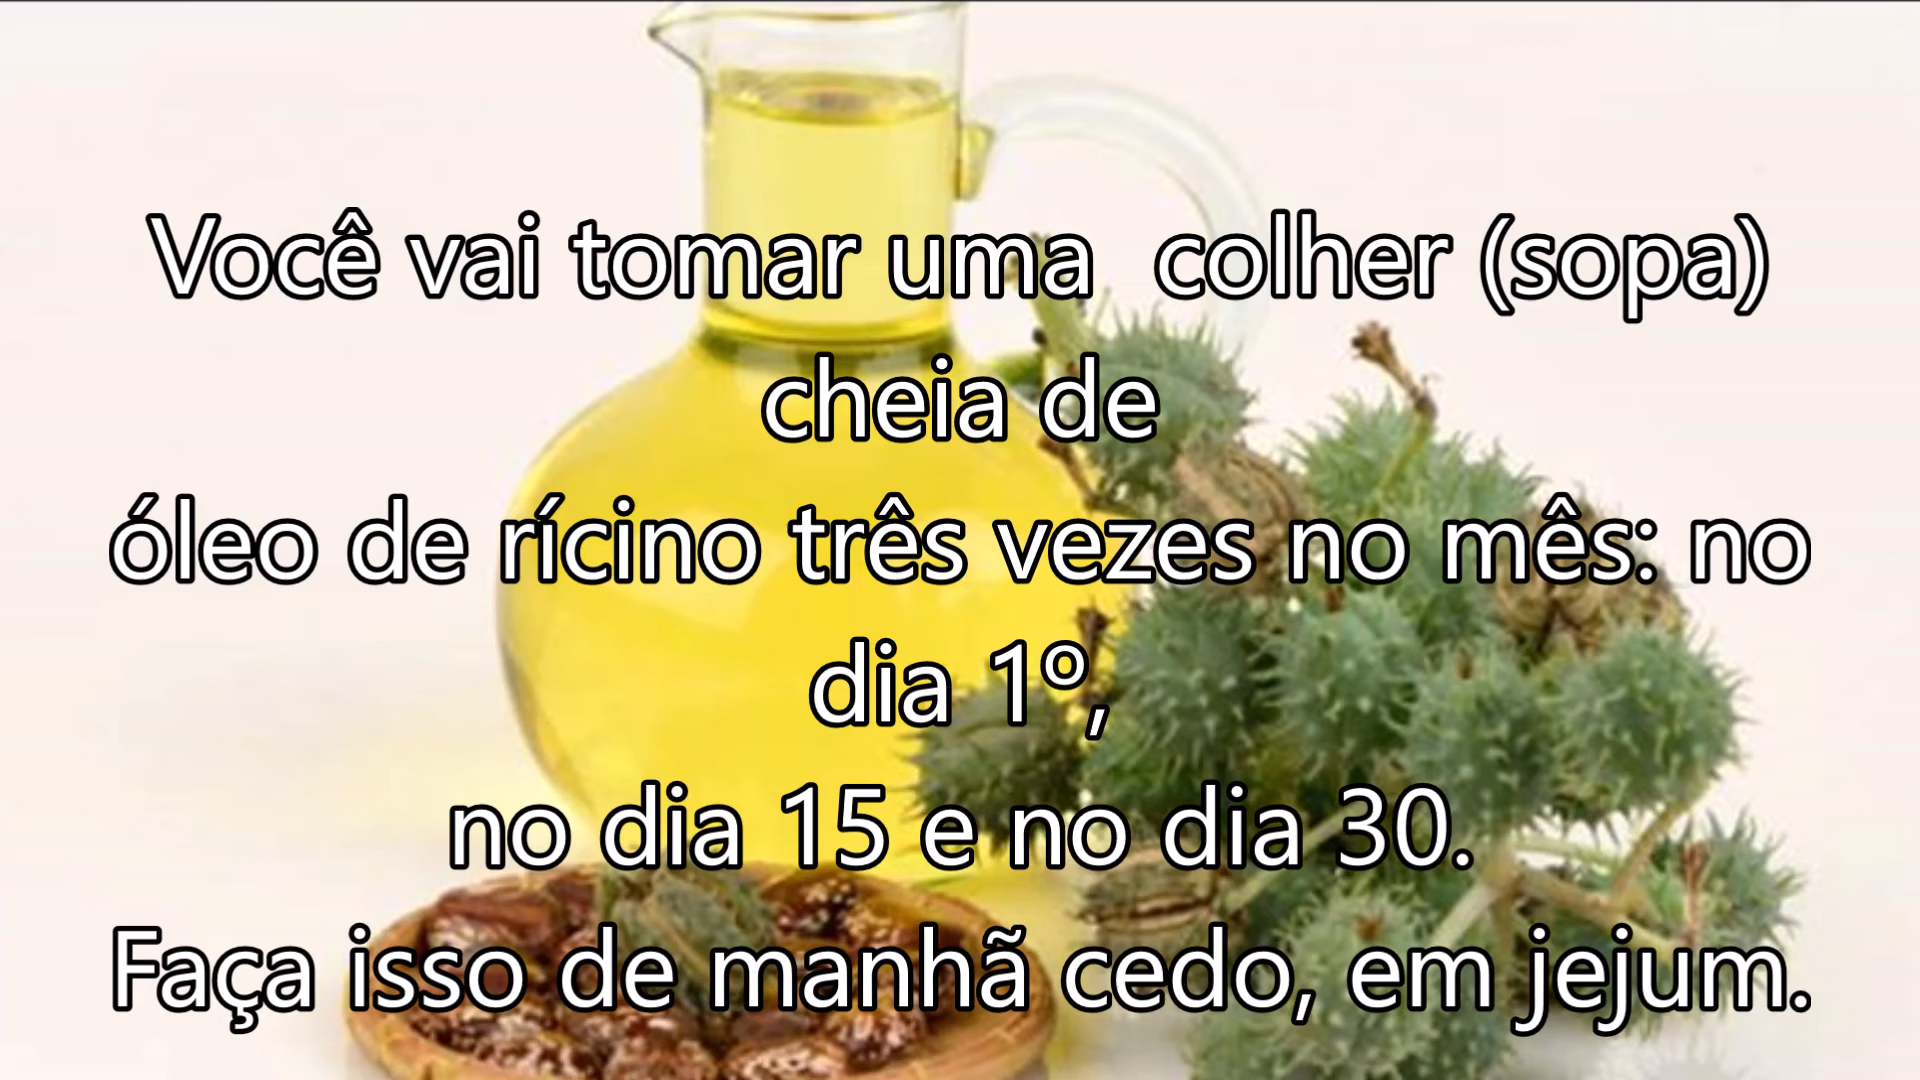 Você vai tomar uma  colher (sopa)
cheia de
óleo de rícino três vezes no mês: no
dia 1º,
no dia 15 e no dia 30.
Faça isso de manhã cedo, em jejum.